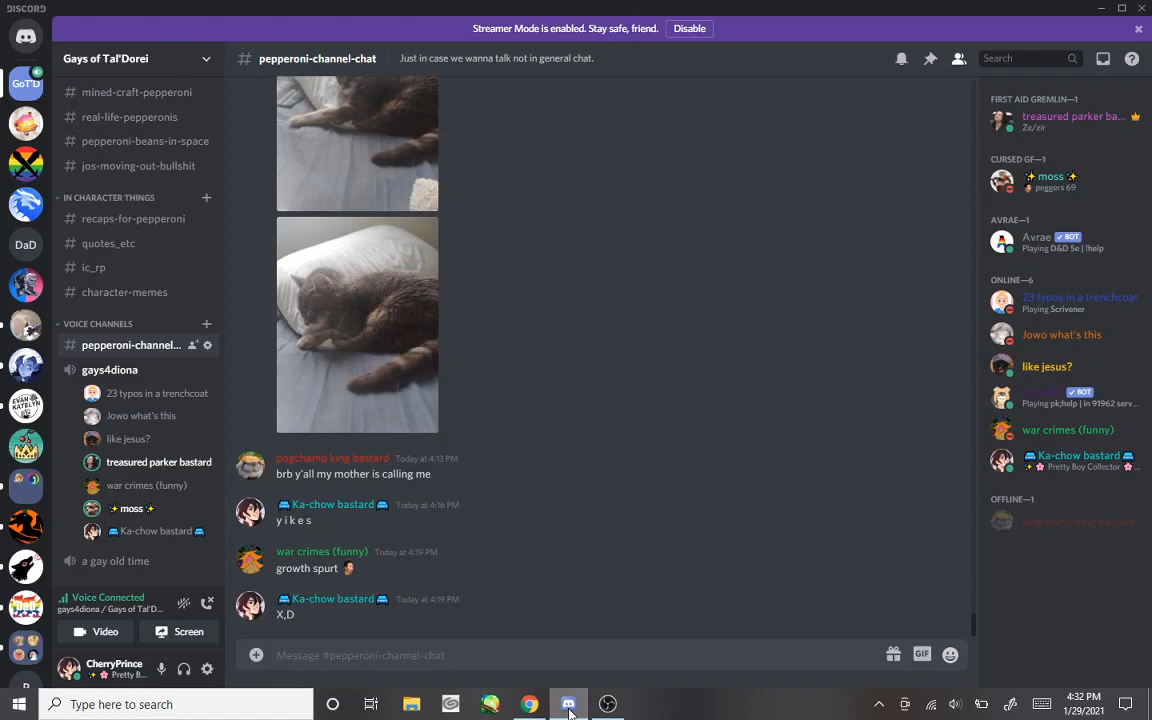 DISCORD
Streamer Mode is enabled. Stay safe, friend.
Disable
Gays of Tal'Dorei
pepperoni-channel-chat
Just in case we wanna talk not in general chat.
Search
GoT'D
DaD
EVAN
KATELYN
mined-craft-pepperoni
real-life-pepperonis
pepperoni-beans-in-space
jos-moving-out-bullshit
IN CHARACTER THINGS
recaps-for-pepperoni
quotes_etc
ic_rp
character-memes
VOICE CHANNELS
pepperoni-channel...
gays4diona
23 typos in a trenchcoat
Jowo what's this
like jesus?
treasured parker bastard
war crimes (funny)
moss
Ka-chow bastard
a gay old time
Voice Connected
gays4diona / Gays of Tal'D...
Video
Screen
CherryPrince
Pretty B...
pogchamp king bastard Today at 4:13 PM
brb y'all my mother is calling me
Ka-chow bastard Today at 4:16 PM
y i k e s
war crimes (funny) Today at 4:19 PM
growth spurt
Ka-chow bastard Today at 4:19 PM
X,D
Message #pepperoni-channel-chat
GIF
FIRST AID GREMLIN—1
treasured parker ba...
Ze/zir
CURSED GF—1
moss
peggers 69
AVRAE—1
Avrae BOT
Playing D&D 5e | !help
ONLINE—6
23 typos in a trenchcoat
Playing Scrivener
Jowo what's this
like jesus?
BOT
Playing pk;help | in 91962 serv...
war crimes (funny)
Ka-chow bastard
Pretty Boy Collector
OFFLINE—1
pogchamp king bastard
Type here to search
4:32 PM
1/29/2021